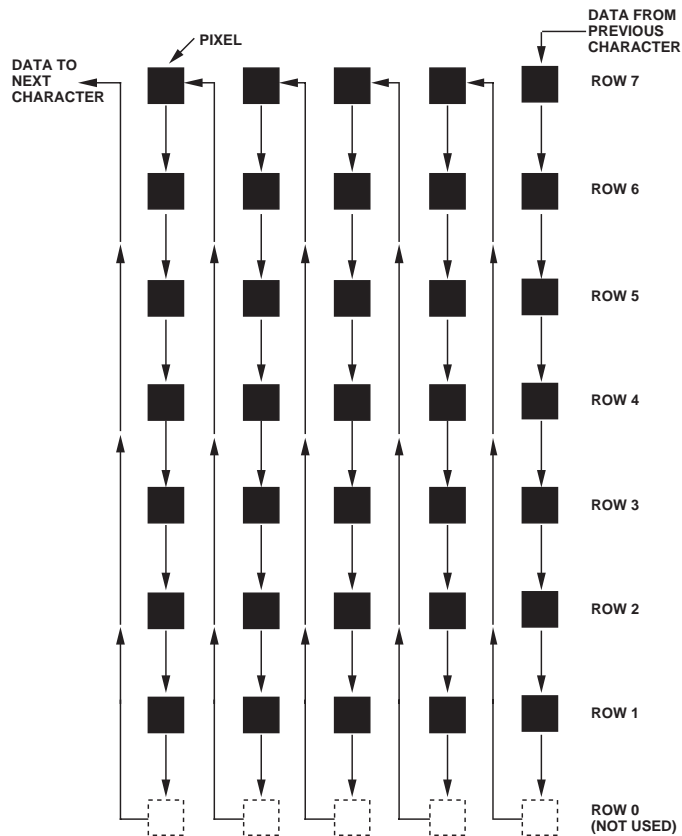 DATA FROM
PREVIOUS
CHARACTER
PIXEL
DATA TO
NEXT
CHARACTER
ROW 7
ROW 6
ROW 5
ROW 4
ROW 3
ROW 2
ROW 1
ROW 0
(NOT USED)